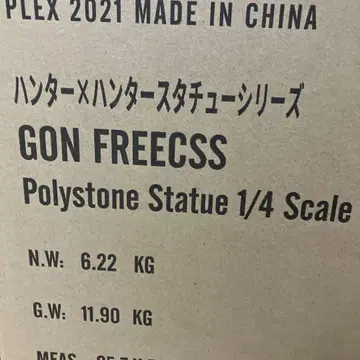 PLEX 2021 MADE IN CHINA
ハンター×ハンタースタチューシリーズ
GON FREECSS
Polystone Statue 1/4 Scale
N.W: 6.22 KG
G.W: 11.90 KG
MEAS